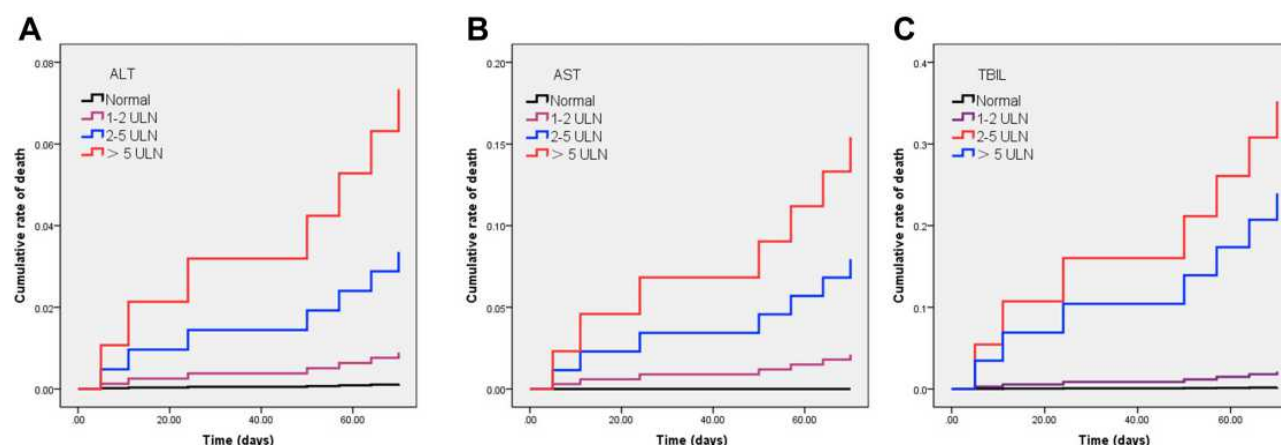 A
ALT
Normal
1-2 ULN
2-5 ULN
> 5 ULN
0.08
0.06
0.04
0.02
0.00
Cumulative rate of death
.00 20.00 40.00 60.00
Time (days)
B
AST
Normal
1-2 ULN
2-5 ULN
> 5 ULN
0.20
0.15
0.10
0.05
0.00
Cumulative rate of death
.00 20.00 40.00 60.00
Time (days)
C
TBIL
Normal
1-2 ULN
2-5 ULN
> 5 ULN
0.4
0.3
0.2
0.1
0.0
Cumulative rate of death
.00 20.00 40.00 60.00
Time (days)